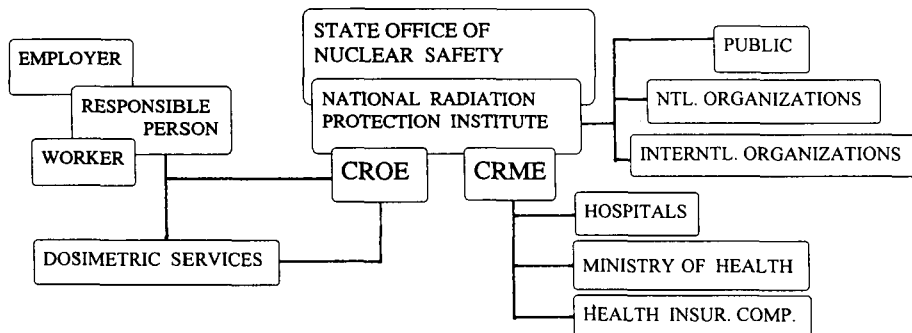 EMPLOYER
RESPONSIBLE
PERSON
WORKER
DOSIMETRIC SERVICES
STATE OFFICE OF
NUCLEAR SAFETY
NATIONAL RADIATION
PROTECTION INSTITUTE
CROE
CRME
PUBLIC
NTL. ORGANIZATIONS
INTERNTL. ORGANIZATIONS
HOSPITALS
MINISTRY OF HEALTH
HEALTH INSUR. COMP.